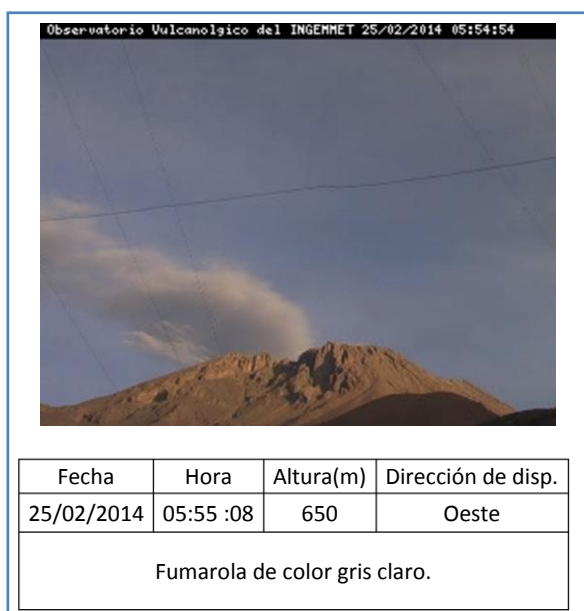 Observatorio Vulcanolgico del INGEMMET 25/02/2014 05:54:54
Fecha Hora Altura(m) Dirección de disp.
25/02/2014 05:55 :08 650 Oeste
Fumarola de color gris claro.